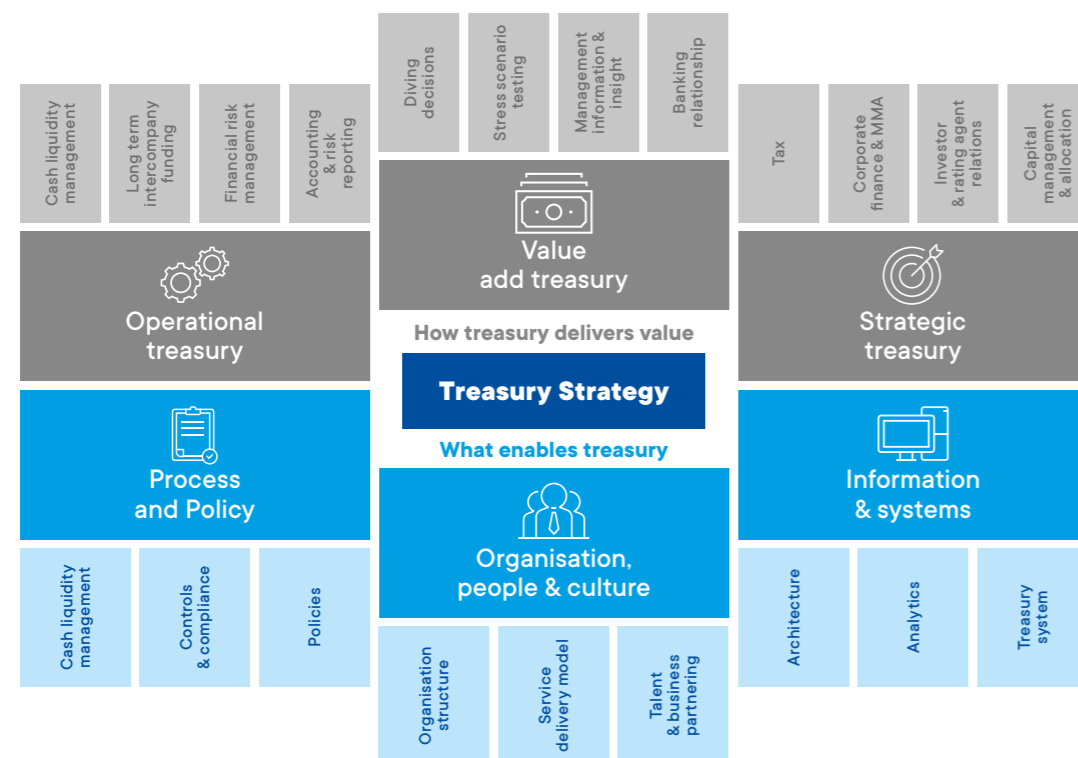 Cash liquidity
management
Long term
intercompany
funding
Financial risk
management
Accounting
& risk
reporting
Operational
treasury
Diving
decisions
Stress scenario
testing
Management
information &
insight
Banking
relationship
Value
add treasury
Tax
Corporate
finance & MMA
Investor
& rating agent
relations
Capital
management
& allocation
Strategic
treasury
How treasury delivers value
Treasury Strategy
What enables treasury
Process
and Policy
Cash liquidity
management
Controls
& compliance
Policies
Organisation,
people & culture
Organisation
structure
Service
delivery model
Talent
& business
partnering
Information
& systems
Architecture
Analytics
Treasury
system